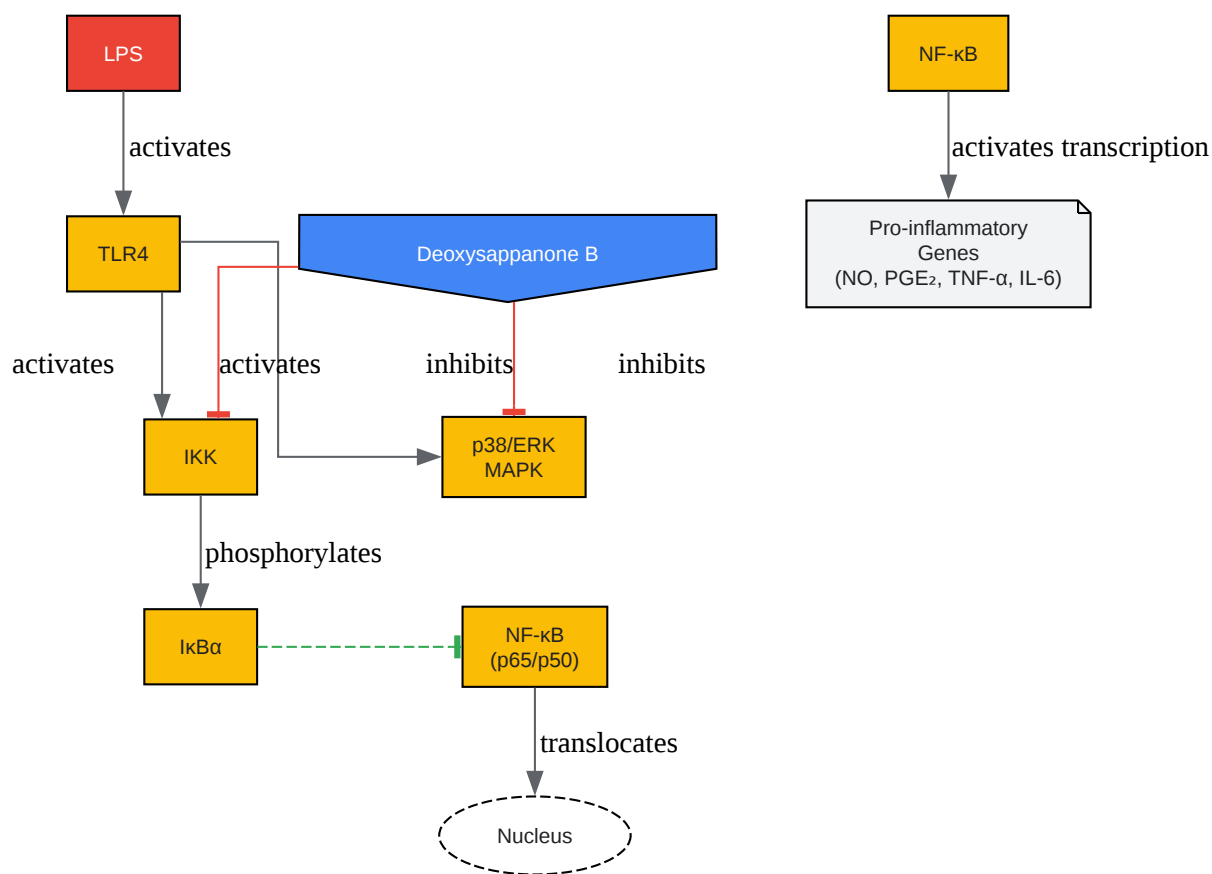 LPS
NF-κB
activates
activates transcription
TLR4
Deoxysappanone B
Pro-inflammatory
Genes
(NO, PGE₂, TNF-α, IL-6)
activates
activates
inhibits
inhibits
IKK
p38/ERK
MAPK
phosphorylates
IκBα
NF-κB
(p65/p50)
translocates
Nucleus